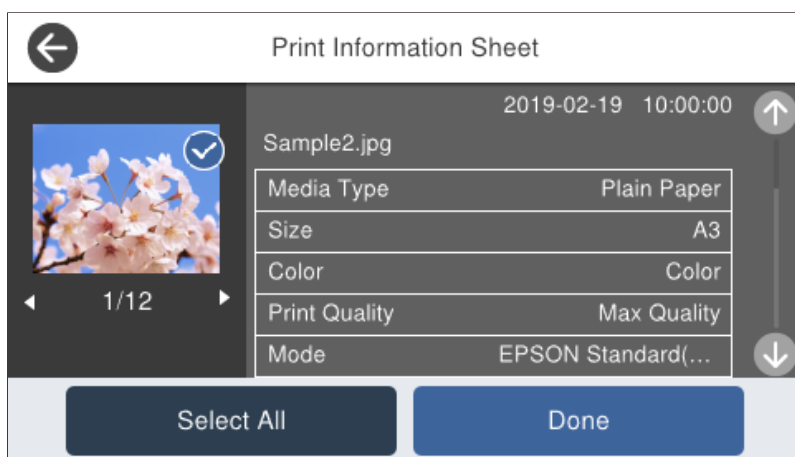 Print Information Sheet
2019-02-19 10:00:00
Sample2.jpg
Media Type Plain Paper
Size A3
Color Color
Print Quality Max Quality
Mode EPSON Standard(...
1/12
Select All Done